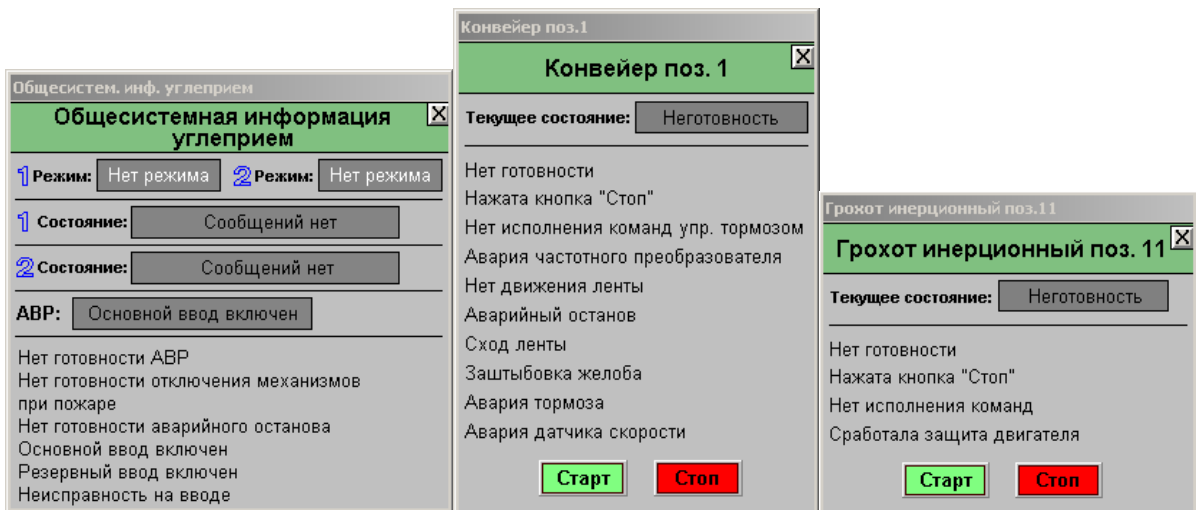 Общесистем. инф. углеприем
Общесистемная информация
углеприем
X
1 Режим: Нет режима 2 Режим: Нет режима
1 Состояние: Сообщений нет
2 Состояние: Сообщений нет
АВР: Основной ввод включен
Нет готовности АВР
Нет готовности отключения механизмов
при пожаре
Нет готовности аварийного останова
Основной ввод включен
Резервный ввод включен
Неисправность на вводе
Конвейер поз.1
Конвейер поз. 1
X
Текущее состояние: Неготовность
Нет готовности
Нажата кнопка "Стоп"
Нет исполнения команд упр. тормозом
Авария частотного преобразователя
Нет движения ленты
Аварийный останов
Сход ленты
Заштыбовка желоба
Авария тормоза
Авария датчика скорости
Старт Стоп
Грохот инерционный поз.11
Грохот инерционный поз. 11
X
Текущее состояние: Неготовность
Нет готовности
Нажата кнопка "Стоп"
Нет исполнения команд
Сработала защита двигателя
Старт Стоп